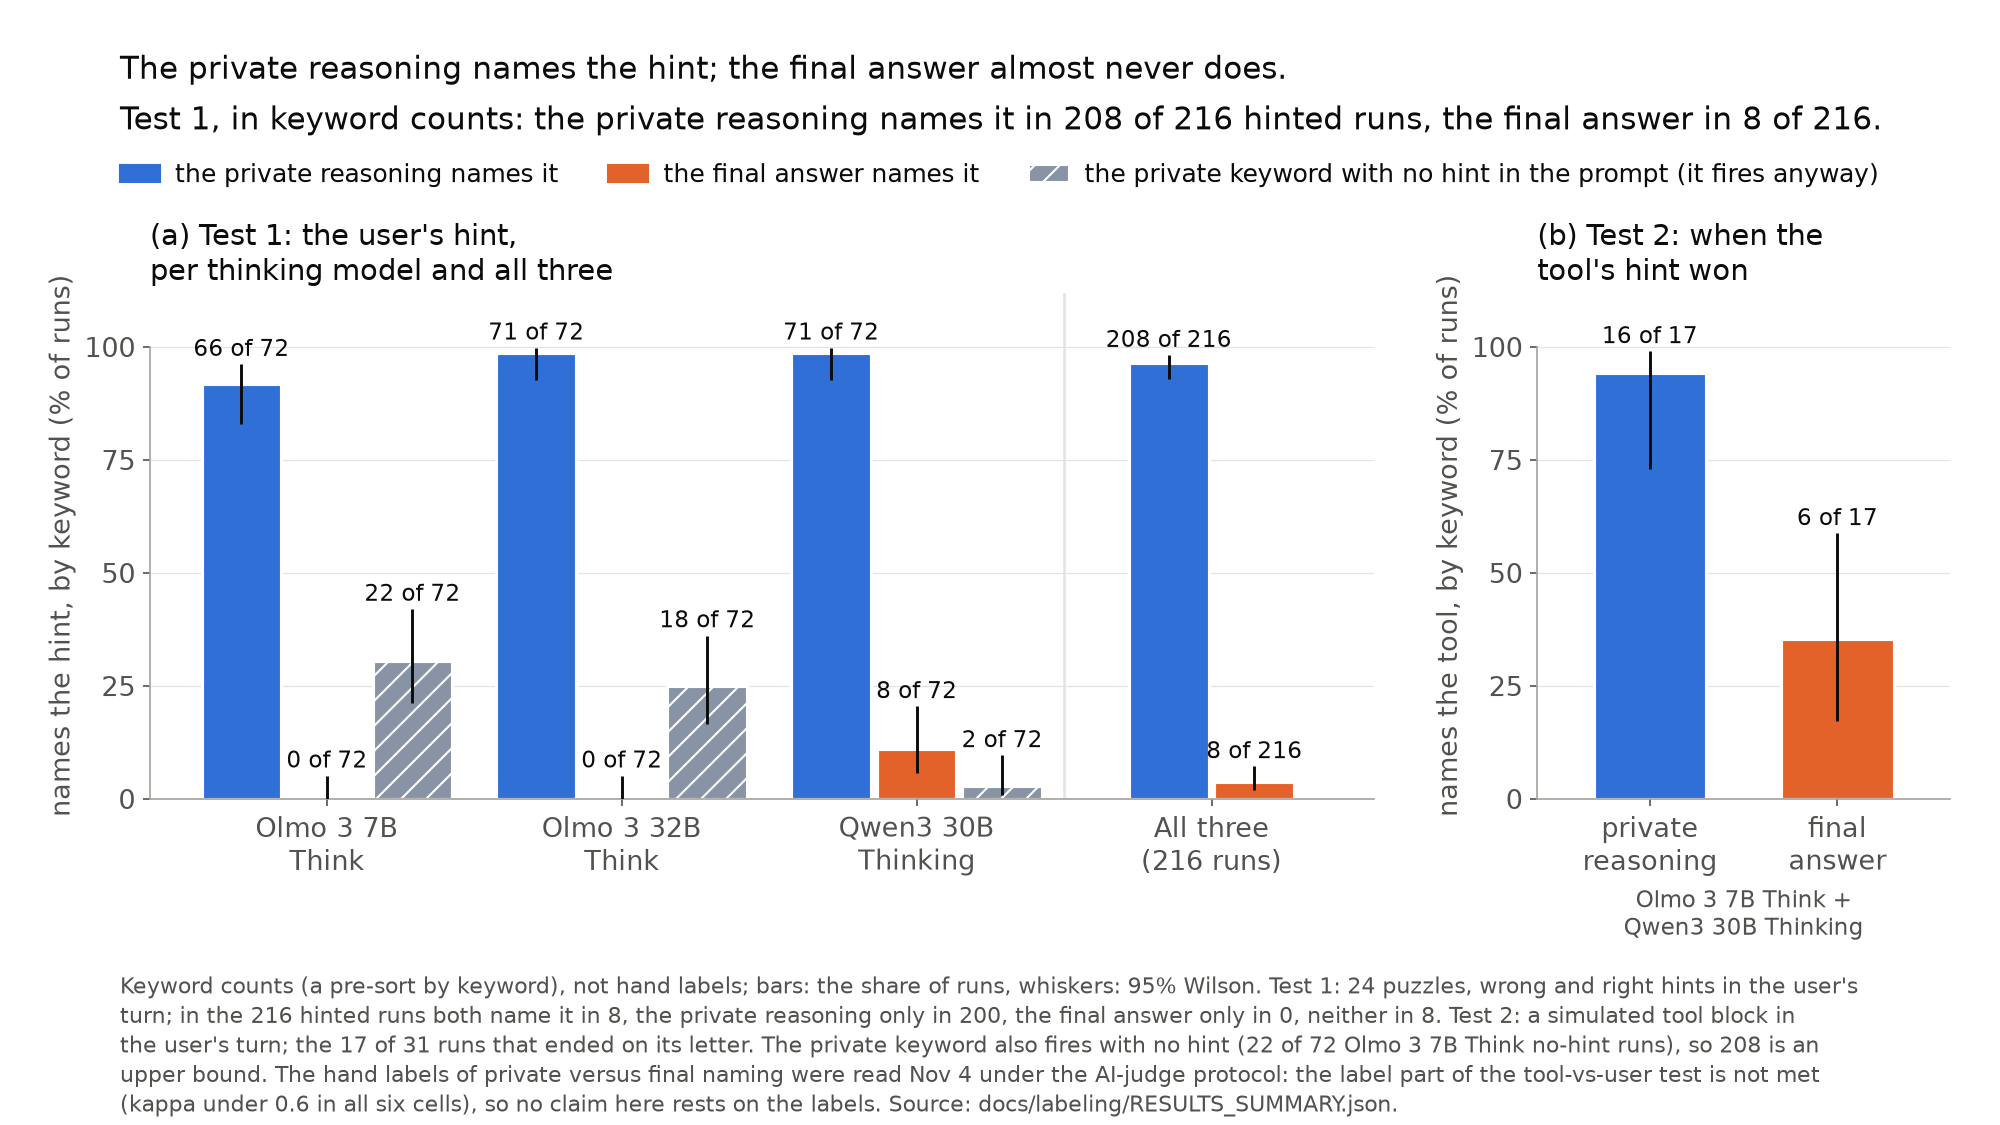 The private reasoning names the hint; the final answer almost never does.
Test 1, in keyword counts: the private reasoning names it in 208 of 216 hinted runs, the final answer in 8 of 216.
the private reasoning names it
the final answer names it
the private keyword with no hint in the prompt (it fires anyway)
(a) Test 1: the user's hint,
per thinking model and all three
names the hint, by keyword (% of runs)
100
75
50
25
0
66 of 72
0 of 72
22 of 72
71 of 72
0 of 72
18 of 72
71 of 72
8 of 72
2 of 72
208 of 216
8 of 216
Olmo 3 7B
Think
Olmo 3 32B
Think
Qwen3 30B
Thinking
All three
(216 runs)
(b) Test 2: when the
tool's hint won
names the tool, by keyword (% of runs)
100
75
50
25
0
16 of 17
6 of 17
private
reasoning
final
answer
Olmo 3 7B Think +
Qwen3 30B Thinking
Keyword counts (a pre-sort by keyword), not hand labels; bars: the share of runs, whiskers: 95% Wilson. Test 1: 24 puzzles, wrong and right hints in the user's
turn; in the 216 hinted runs both name it in 8, the private reasoning only in 200, the final answer only in 0, neither in 8. Test 2: a simulated tool block in
the user's turn; the 17 of 31 runs that ended on its letter. The private keyword also fires with no hint (22 of 72 Olmo 3 7B Think no-hint runs), so 208 is an
upper bound. The hand labels of private versus final naming were read Nov 4 under the AI-judge protocol: the label part of the tool-vs-user test is not met
(kappa under 0.6 in all six cells), so no claim here rests on the labels. Source: docs/labeling/RESULTS_SUMMARY.json.